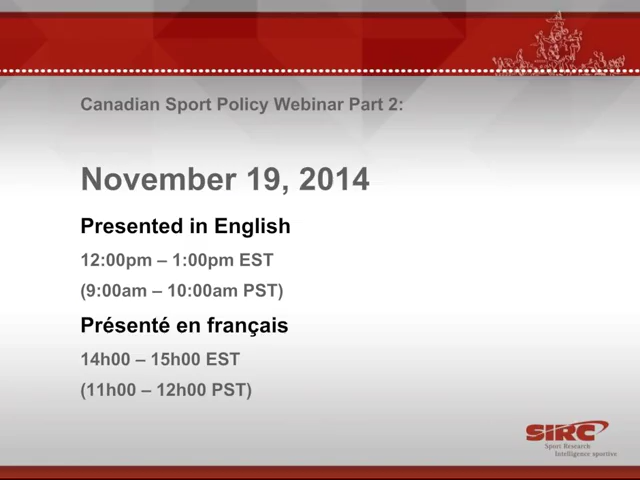 Canadian Sport Policy Webinar Part 2:
November 19, 2014
Presented in English
12:00pm – 1:00pm EST
(9:00am – 10:00am PST)
Présenté en français
14h00 – 15h00 EST
(11h00 – 12h00 PST)
SIRC
Sport Research
Intelligence sportive